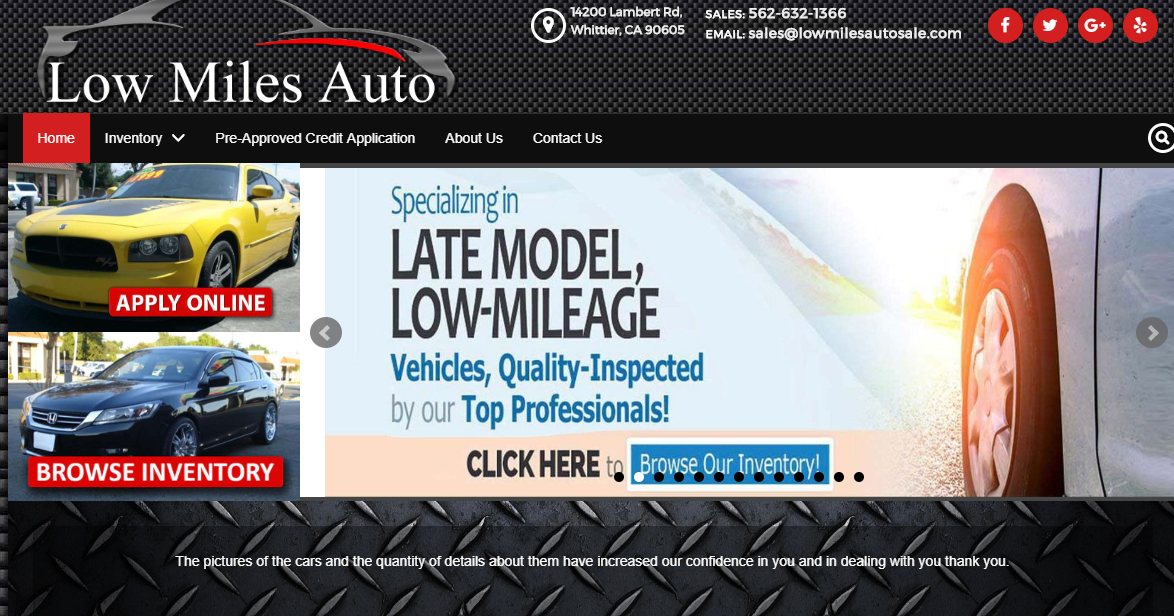 Low Miles Auto
14200 Lambert Rd,
Whittier, CA 90605
SALES: 562-632-1366
EMAIL: sales@lowmilesautosale.com
Home
Inventory
Pre-Approved Credit Application
About Us
Contact Us
APPLY ONLINE
BROWSE INVENTORY
Specializing in
LATE MODEL,
LOW-MILEAGE
Vehicles, Quality-Inspected
by our Top Professionals!
CLICK HERE to Browse Our Inventory!
The pictures of the cars and the quantity of details about them have increased our confidence in you and in dealing with you thank you.